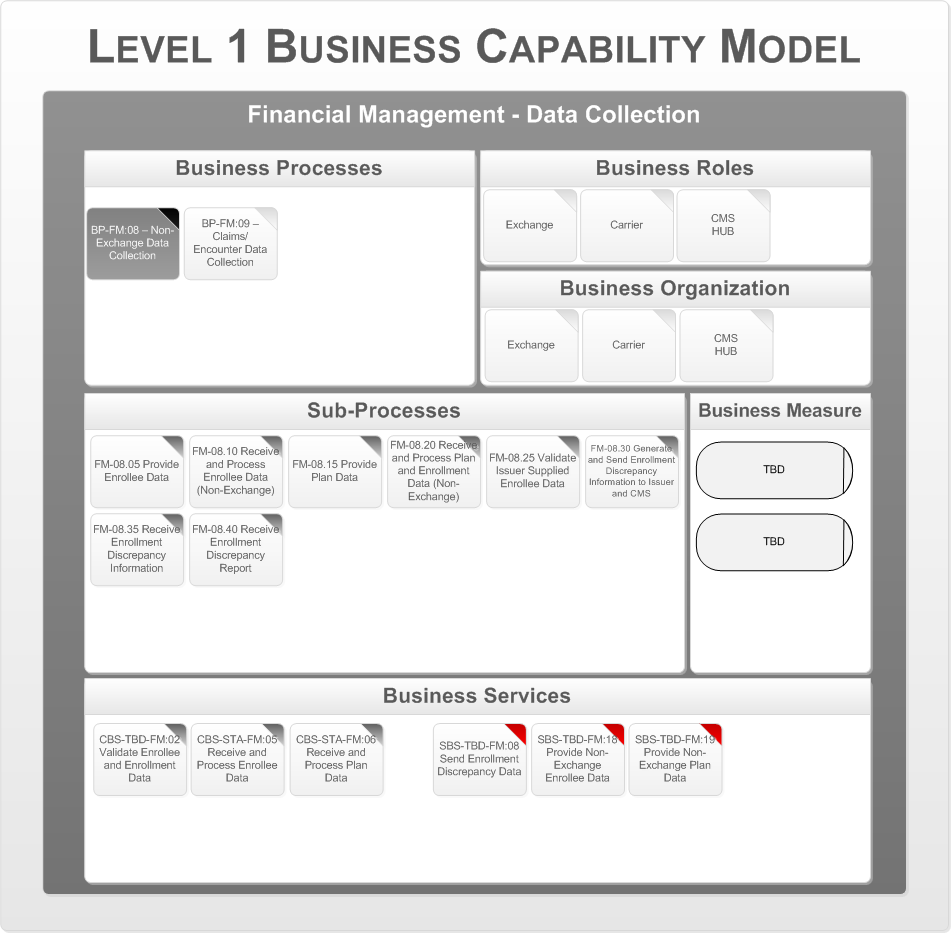 LEVEL 1 BUSINESS CAPABILITY MODEL
Financial Management - Data Collection
Business Processes
BP-FM:08 – Non-
Exchange Data
Collection
BP-FM:09 –
Claims/
Encounter Data
Collection
Business Roles
Exchange
Carrier
CMS
HUB
Business Organization
Exchange
Carrier
CMS
HUB
Sub-Processes
FM-08.05 Provide
Enrollee Data
FM-08.10 Receive
and Process
Enrollee Data
(Non-Exchange)
FM-08.15 Provide
Plan Data
FM-08.20 Receive
and Process Plan
and Enrollment
Data (Non-
Exchange)
FM-08.25 Validate
Issuer Supplied
Enrollee Data
FM-08.30 Generate
and Send Enrollment
Discrepancy
Information to Issuer
and CMS
FM-08.35 Receive
Enrollment
Discrepancy
Information
FM-08.40 Receive
Enrollment
Discrepancy
Report
Business Measure
TBD
TBD
Business Services
CBS-TBD-FM:02
Validate Enrollee
and Enrollment
Data
CBS-STA-FM:05
Receive and
Process Enrollee
Data
CBS-STA-FM:06
Receive and
Process Plan
Data
SBS-TBD-FM:08
Send Enrollment
Discrepancy Data
SBS-TBD-FM:18
Provide Non-
Exchange
Enrollee Data
SBS-TBD-FM:19
Provide Non-
Exchange Plan
Data